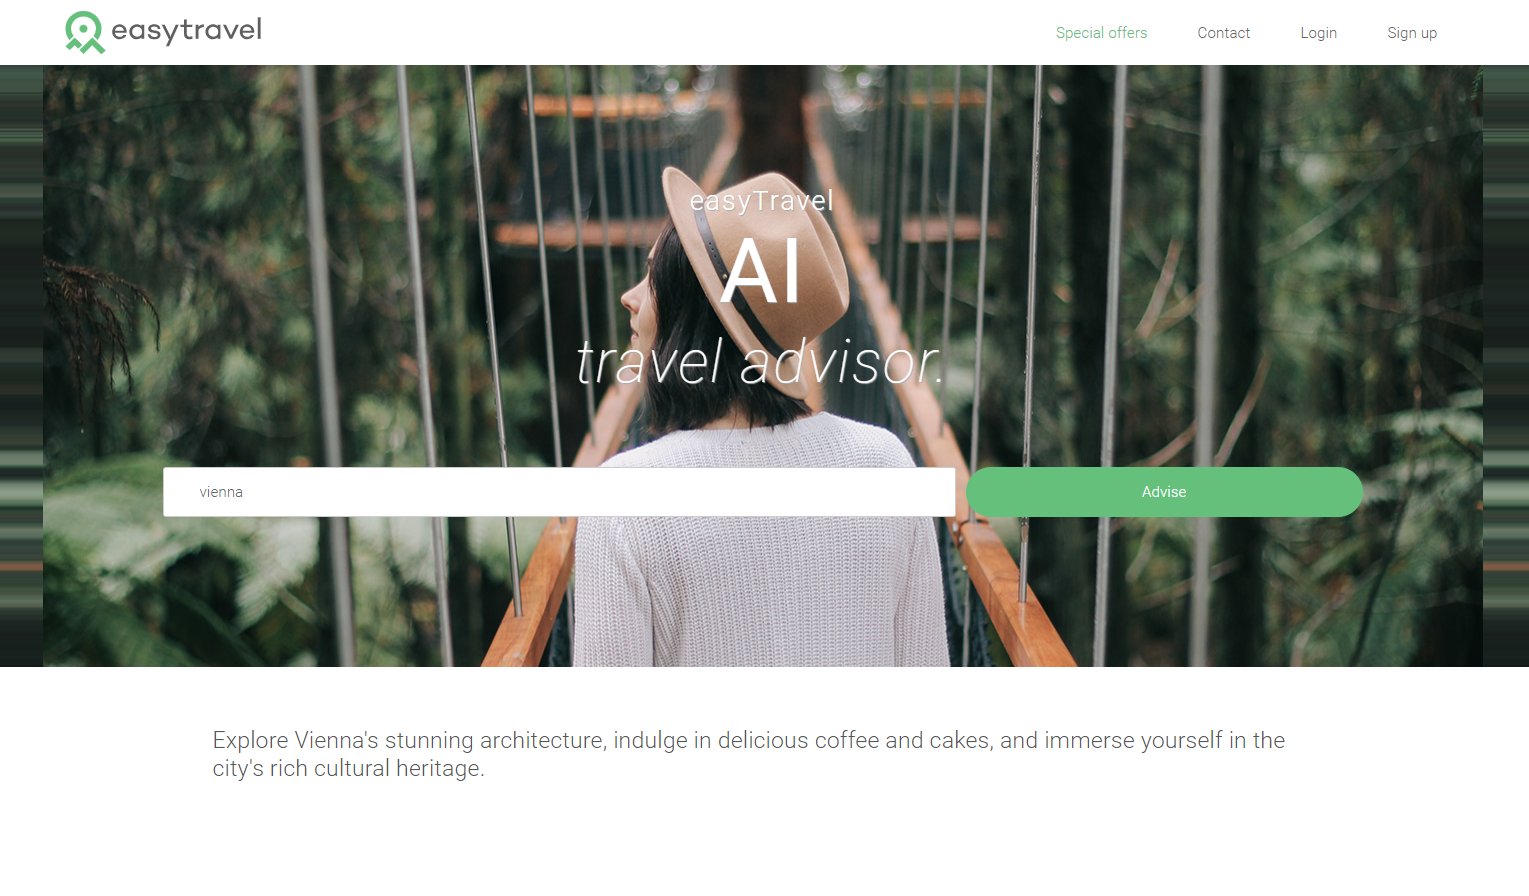 easytravel
Special offers
Contact
Login
Sign up
easyTravel
AI
travel advisor.
vienna
Advise
Explore Vienna's stunning architecture, indulge in delicious coffee and cakes, and immerse yourself in the
city's rich cultural heritage.